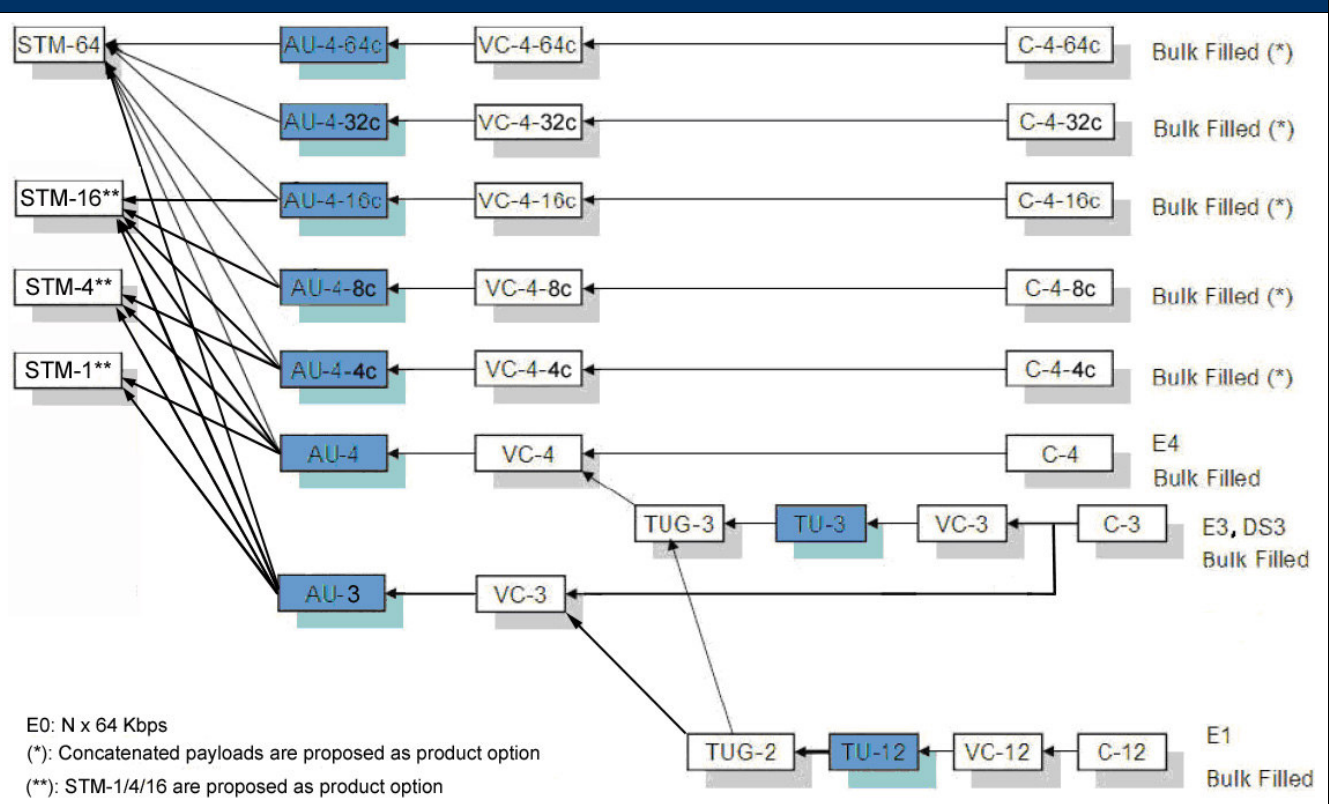 STM-64 AU-4-64c VC-4-64c C-4-64c Bulk Filled (*)
AU-4-32c VC-4-32c C-4-32c Bulk Filled (*)
STM-16** AU-4-16c VC-4-16c C-4-16c Bulk Filled (*)
STM-4** AU-4-8c VC-4-8c C-4-8c Bulk Filled (*)
STM-1** AU-4-4c VC-4-4c C-4-4c Bulk Filled (*)
AU-4 VC-4 C-4 E4
Bulk Filled
TUG-3 TU-3 VC-3 C-3 E3, DS3
Bulk Filled
AU-3 VC-3
E0: N x 64 Kbps
(*): Concatenated payloads are proposed as product option
(**): STM-1/4/16 are proposed as product option
TUG-2 TU-12 VC-12 C-12 E1
Bulk Filled